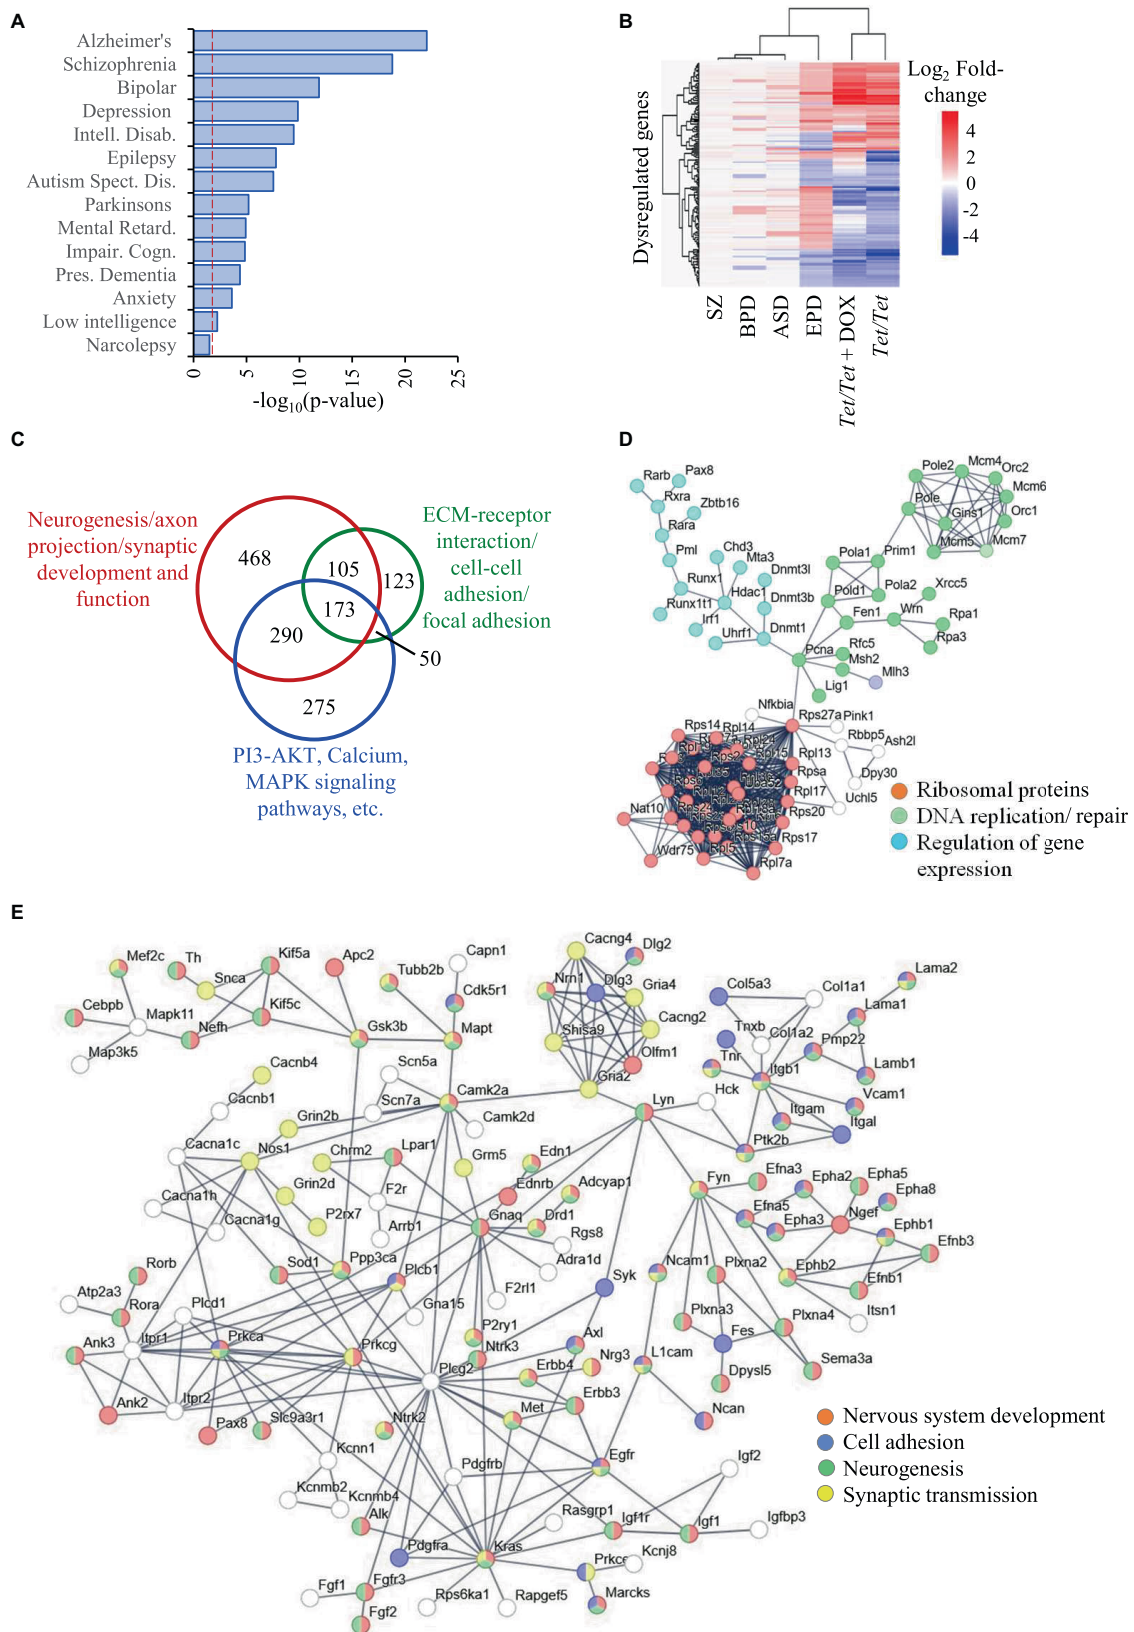 A
Alzheimer's
Schizophrenia
Bipolar
Depression
Intell. Disab.
Epilepsy
Autism Spect. Dis.
Parkinsons
Mental Retard.
Impair. Cogn.
Pres. Dementia
Anxiety
Low intelligence
Narcolepsy
0 5 10 15 20 25
-log10(p-value)
B
Dysregulated genes
Log2 Fold-
change
4
2
0
-2
-4
SZ
BPD
ASD
EPD
Tet/Tet + DOX
Tet/Tet
C
Neurogenesis/axon
projection/synaptic
development and
function
ECM-receptor
interaction/
cell-cell
adhesion/
focal adhesion
468
105
123
173
290
50
275
PI3-AKT, Calcium,
MAPK signaling
pathways, etc.
D
Rarb
Pax8
Rxra
Zbtb16
Rara
Pml
Chd3
Mta3
Runx1
Dnmt3l
Hdac1
Dnmt3b
Runx1t1
Irf1
Uhrf1
Dnmt1
Pole2
Mcm4
Orc2
Mcm6
Pole
Gins1
Orc1
Mcm5
Mcm7
Pola1
Prim1
Pold1
Pola2
Xrcc5
Fen1
Wrn
Rpa1
Rpa3
Pcna
Rfc5
Msh2
Mlh3
Lig1
Nfkbia
Rps27a
Pink1
Rps14
Rpl14
Rbbp5
Ash2l
Rpl13
Rpl15
Rpsa
Dpy30
Rpl17
Uchl5
Uba52
Nat10
Rps20
Rps15a
Rps17
Rpl5
Wdr75
Rpl7a
Ribosomal proteins
DNA replication/ repair
Regulation of gene
expression
E
Mef2c
Th
Kif5a
Apc2
Capn1
Snca
Tubb2b
Cdk5r1
Cebpb
Mapk11
Kif5c
Nefh
Gsk3b
Mapt
Map3k5
Cacng4
Dlg2
Nrn1
Dlg3
Gria4
Cacng2
Shisa9
Olfm1
Gria2
Col5a3
Col1a1
Lama2
Lama1
Tnxb
Col1a2
Pmp22
Tnr
Itgb1
Lamb1
Hck
Vcam1
Itgam
Itgal
Ptk2b
Cacnb4
Scn5a
Camk2a
Cacnb1
Grin2b
Scn7a
Camk2d
Lyn
Cacna1c
Nos1
Chrm2
Lpar1
Grm5
Edn1
Fyn
Efna3
Epha2
Epha5
Cacna1h
Grin2d
F2r
Ednrb
Adcyap1
Efna5
Epha8
Cacna1g
P2rx7
Arrb1
Gnaq
Drd1
Epha3
Ngef
Ephb1
Rgs8
Efnb3
Rorb
Sod1
Ppp3ca
Plcb1
Adra1d
Syk
Ncam1
Plxna2
Ephb2
Efnb1
Atp2a3
Rora
Plcd1
Gna15
F2rl1
Itsn1
Ank3
Itpr1
Prkca
Prkcg
P2ry1
Axl
Plxna3
Plxna4
Ntrk3
Nrg3
L1cam
Fes
Plcg2
Erbb4
Sema3a
Dpysl5
Ank2
Itpr2
Erbb3
Ncan
Pax8
Slc9a3r1
Ntrk2
Met
Kcnn1
Pdgfrb
Egfr
Igf2
Kcnmb2
Kcnmb4
Alk
Rasgrp1
Igf1r
Igf1
Igfbp3
Pdgfra
Kras
Prkce
Kcnj8
Fgf1
Fgfr3
Rps6ka1
Rapgef5
Marcks
Fgf2
Nervous system development
Cell adhesion
Neurogenesis
Synaptic transmission